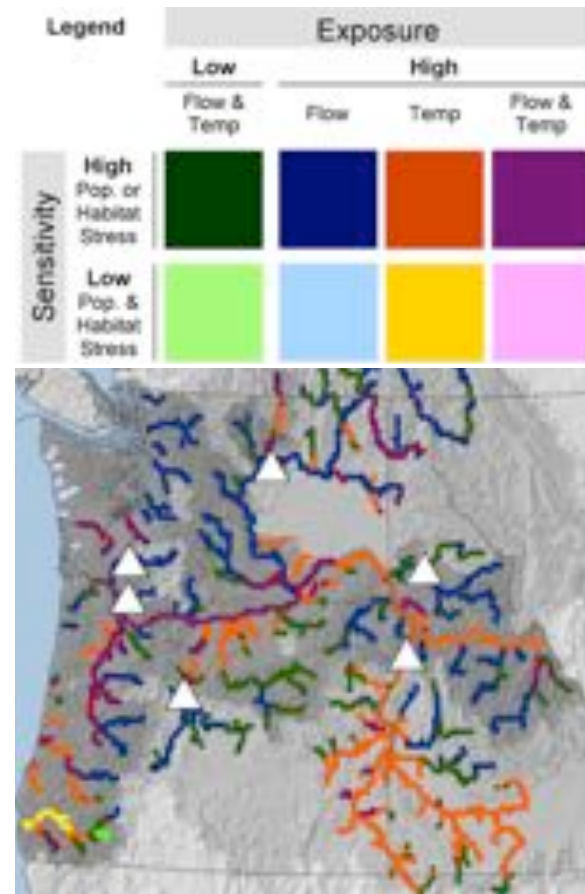 Legend
Exposure
Low
High
Flow &
Temp
Flow
Temp
Flow &
Temp
Sensitivity
High
Pop. or
Habitat
Stress
Low
Pop. &
Habitat
Stress